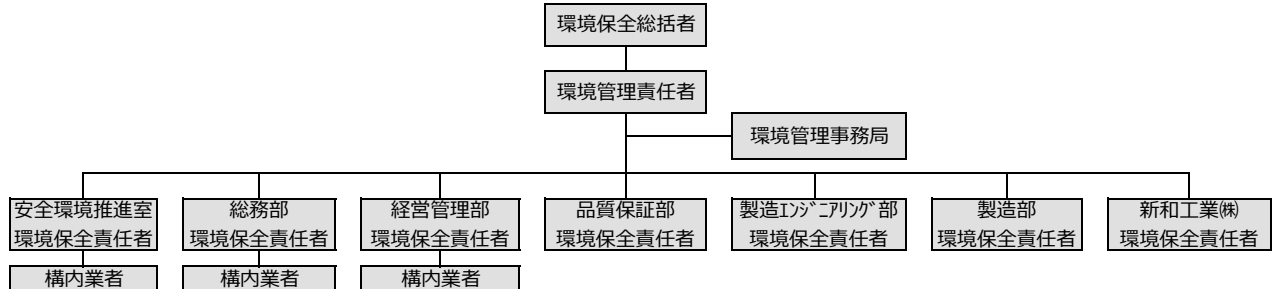 環境保全総括者
環境管理責任者
環境管理事務局
安全環境推進室
環境保全責任者
総務部
環境保全責任者
経営管理部
環境保全責任者
品質保証部
環境保全責任者
製造ｴﾝｼﾞﾆｱﾘﾝｸﾞ部
環境保全責任者
製造部
環境保全責任者
新和工業㈱
環境保全責任者
構内業者
構内業者
構内業者